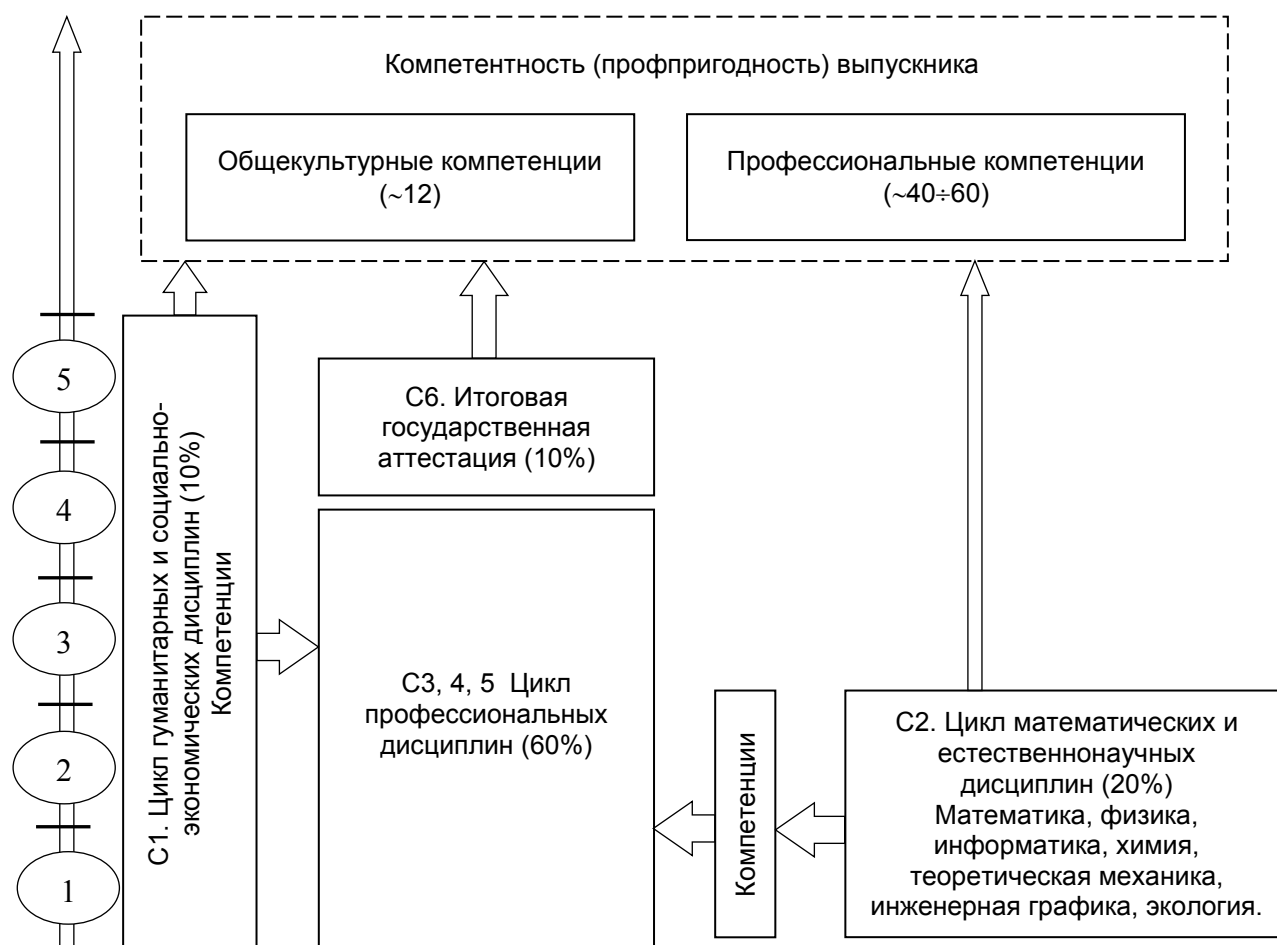 Компетентность (профпригодность) выпускника
Общекультурные компетенции
(~12)
Профессиональные компетенции
(~40÷60)
5
4
3
2
1
С1. Цикл гуманитарных и социально-
экономических дисциплин (10%)
Компетенции
С6. Итоговая
государственная
аттестация (10%)
С3, 4, 5 Цикл
профессиональных
дисциплин (60%)
Компетенции
С2. Цикл математических и
естественнонаучных
дисциплин (20%)
Математика, физика,
информатика, химия,
теоретическая механика,
инженерная графика, экология.